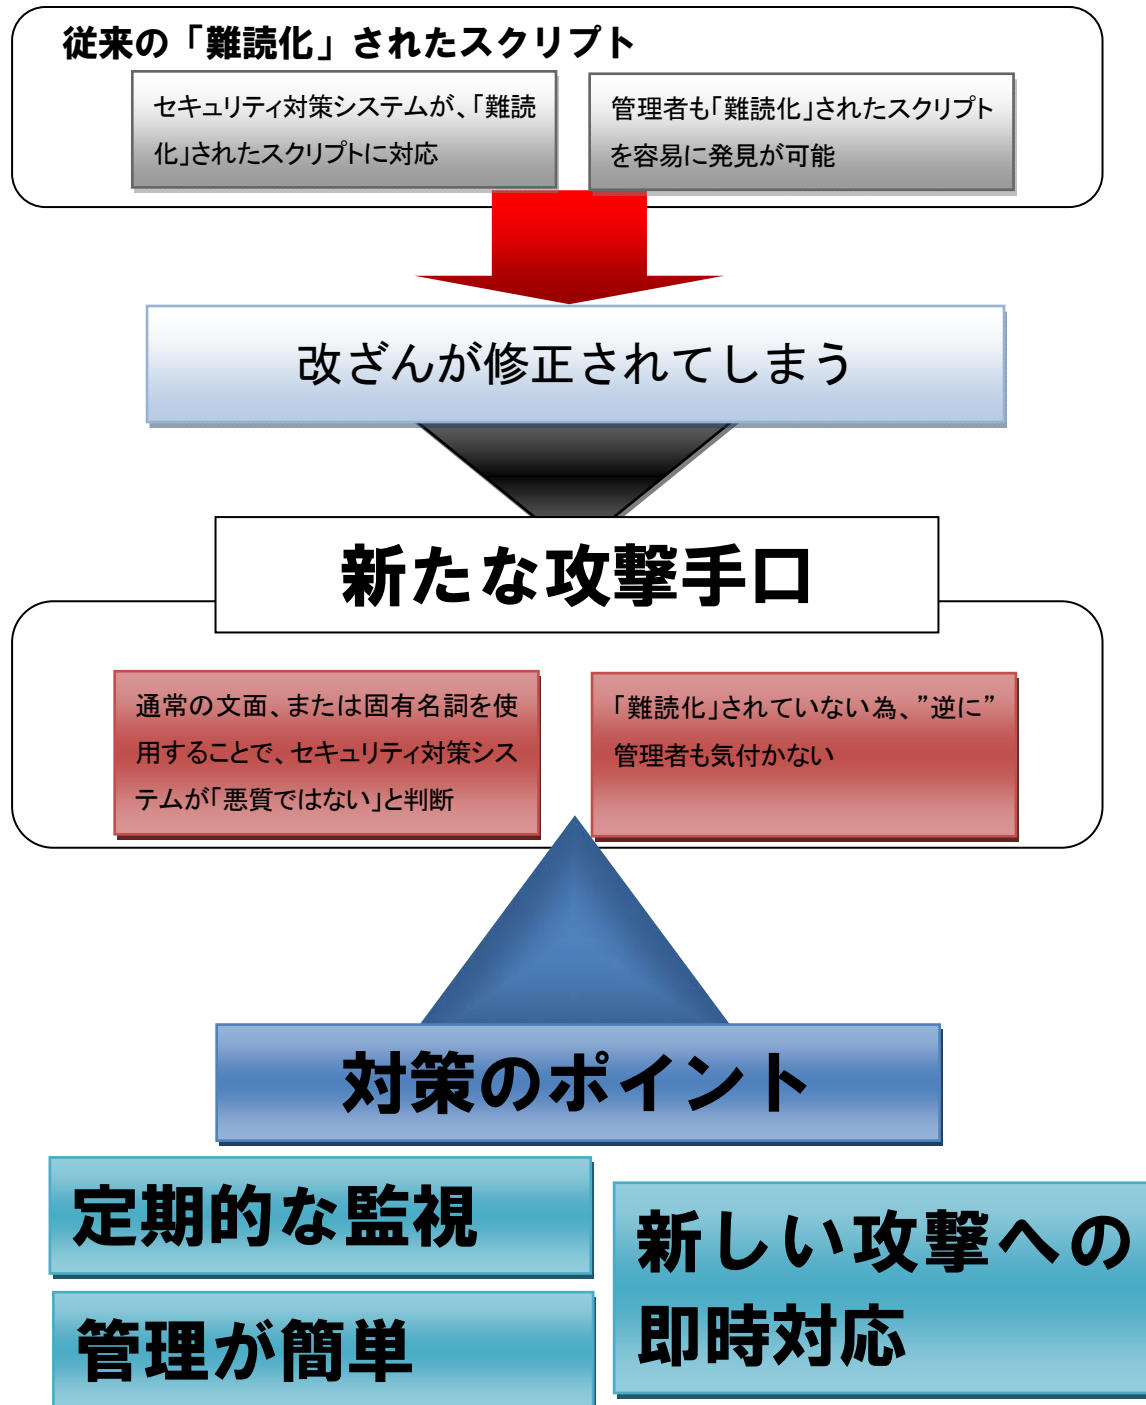 従来の「難読化」されたスクリプト
セキュリティ対策システムが、「難読
化」されたスクリプトに対応
管理者も「難読化」されたスクリプト
を容易に発見が可能
改ざんが修正されてしまう
新たな攻撃手口
通常の文面、または固有名詞を使
用することで、セキュリティ対策シス
テムが「悪質ではない」と判断
「難読化」されていない為、”逆に”
管理者も気付かない
対策のポイント
定期的な監視
管理が簡単
新しい攻撃への
即時対応